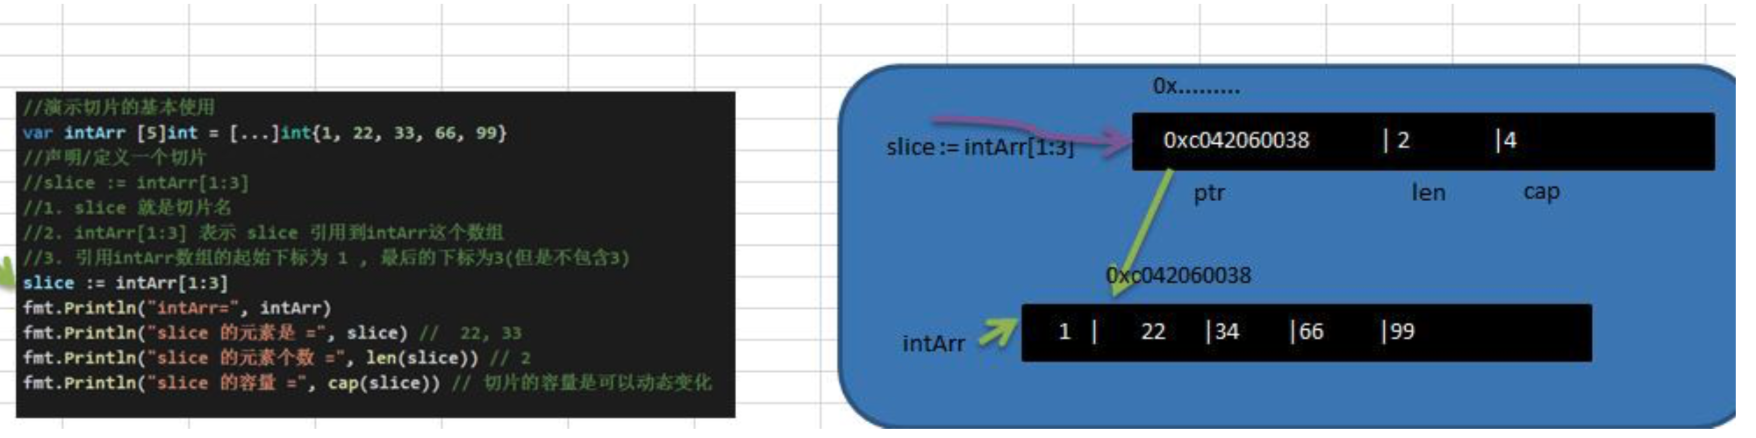 //演示切片的基本使用
var intArr [5]int = [...]int{1, 22, 33, 66, 99}
//声明/定义一个切片
//slice := intArr[1:3]
//1. slice 就是切片名
//2. intArr[1:3] 表示 slice 引用到intArr这个数组
//3. 引用intArr数组的起始下标为 1 , 最后的下标为3(但是不包含3)
slice := intArr[1:3]
fmt.Println("intArr=", intArr)
fmt.Println("slice 的元素是 =", slice) //  22, 33
fmt.Println("slice 的元素个数 =", len(slice)) // 2
fmt.Println("slice 的容量 =", cap(slice)) // 切片的容量是可以动态变化
0x.........
slice := intArr[1:3]
0xc042060038 |2 |4
ptr len cap
0xc042060038
intArr
1 | 22 |34 |66 |99